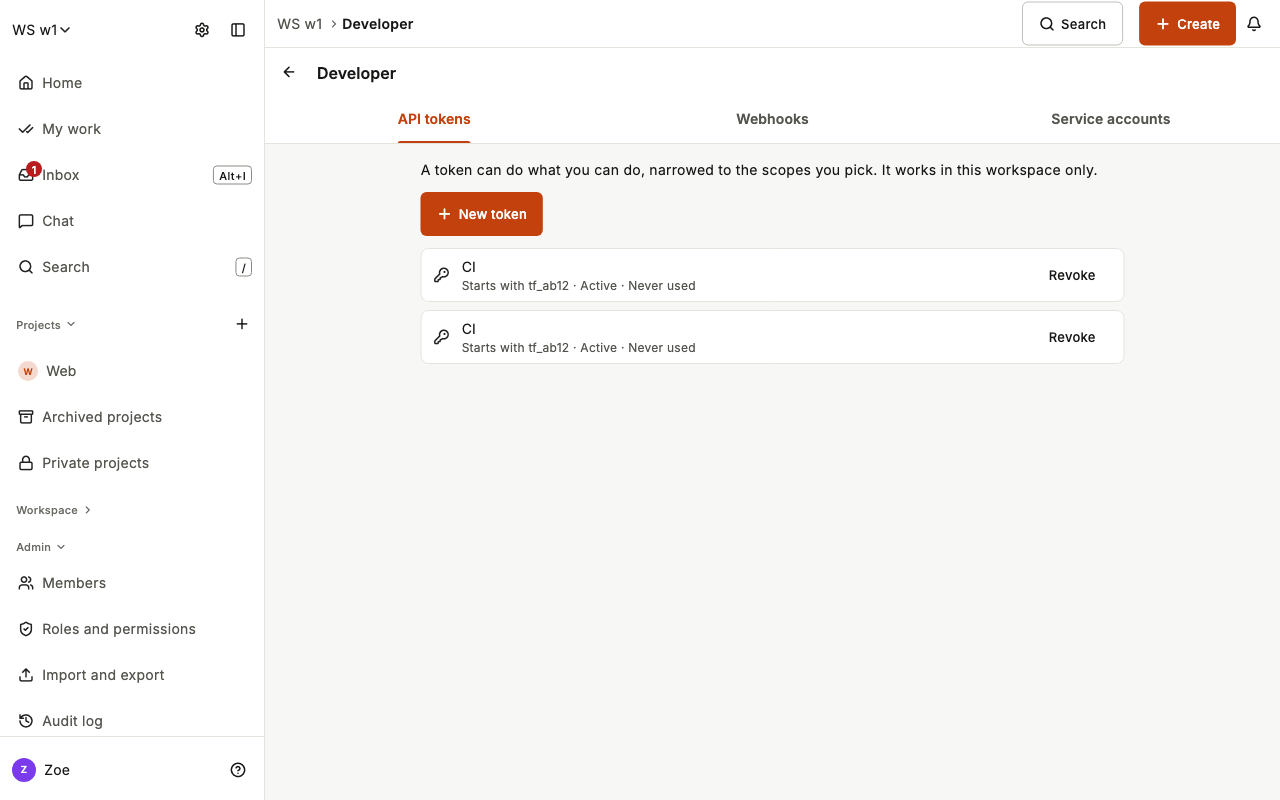 WS w1
Home
My work
1
Inbox
Alt+I
Chat
Search
/
Projects
W
Web
Archived projects
Private projects
Workspace
Admin
Members
Roles and permissions
Import and export
Audit log
Z
Zoe
WS w1 > Developer
Search
Create
Developer
API tokens
Webhooks
Service accounts
A token can do what you can do, narrowed to the scopes you pick. It works in this workspace only.
New token
CI
Starts with tf_ab12 · Active · Never used
Revoke
CI
Starts with tf_ab12 · Active · Never used
Revoke